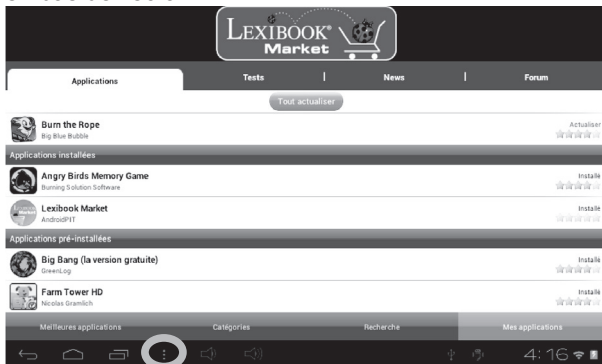 LEXIBOOK®
Market
Applications
Tests
News
Forum
Tout actualiser
Burn the Rope
Actualiser
Big Blue Bubble
Applications installées
Angry Birds Memory Game
Installé
Burning Solution Software
Lexibook Market
Installé
AndroidPIT
Applications pré-installées
Big Bang (la version gratuite)
Installé
GreenLog
Farm Tower HD
Installé
Nicolas Gramlich
Meilleures applications
Catégories
Recherche
Mes applications
4:16